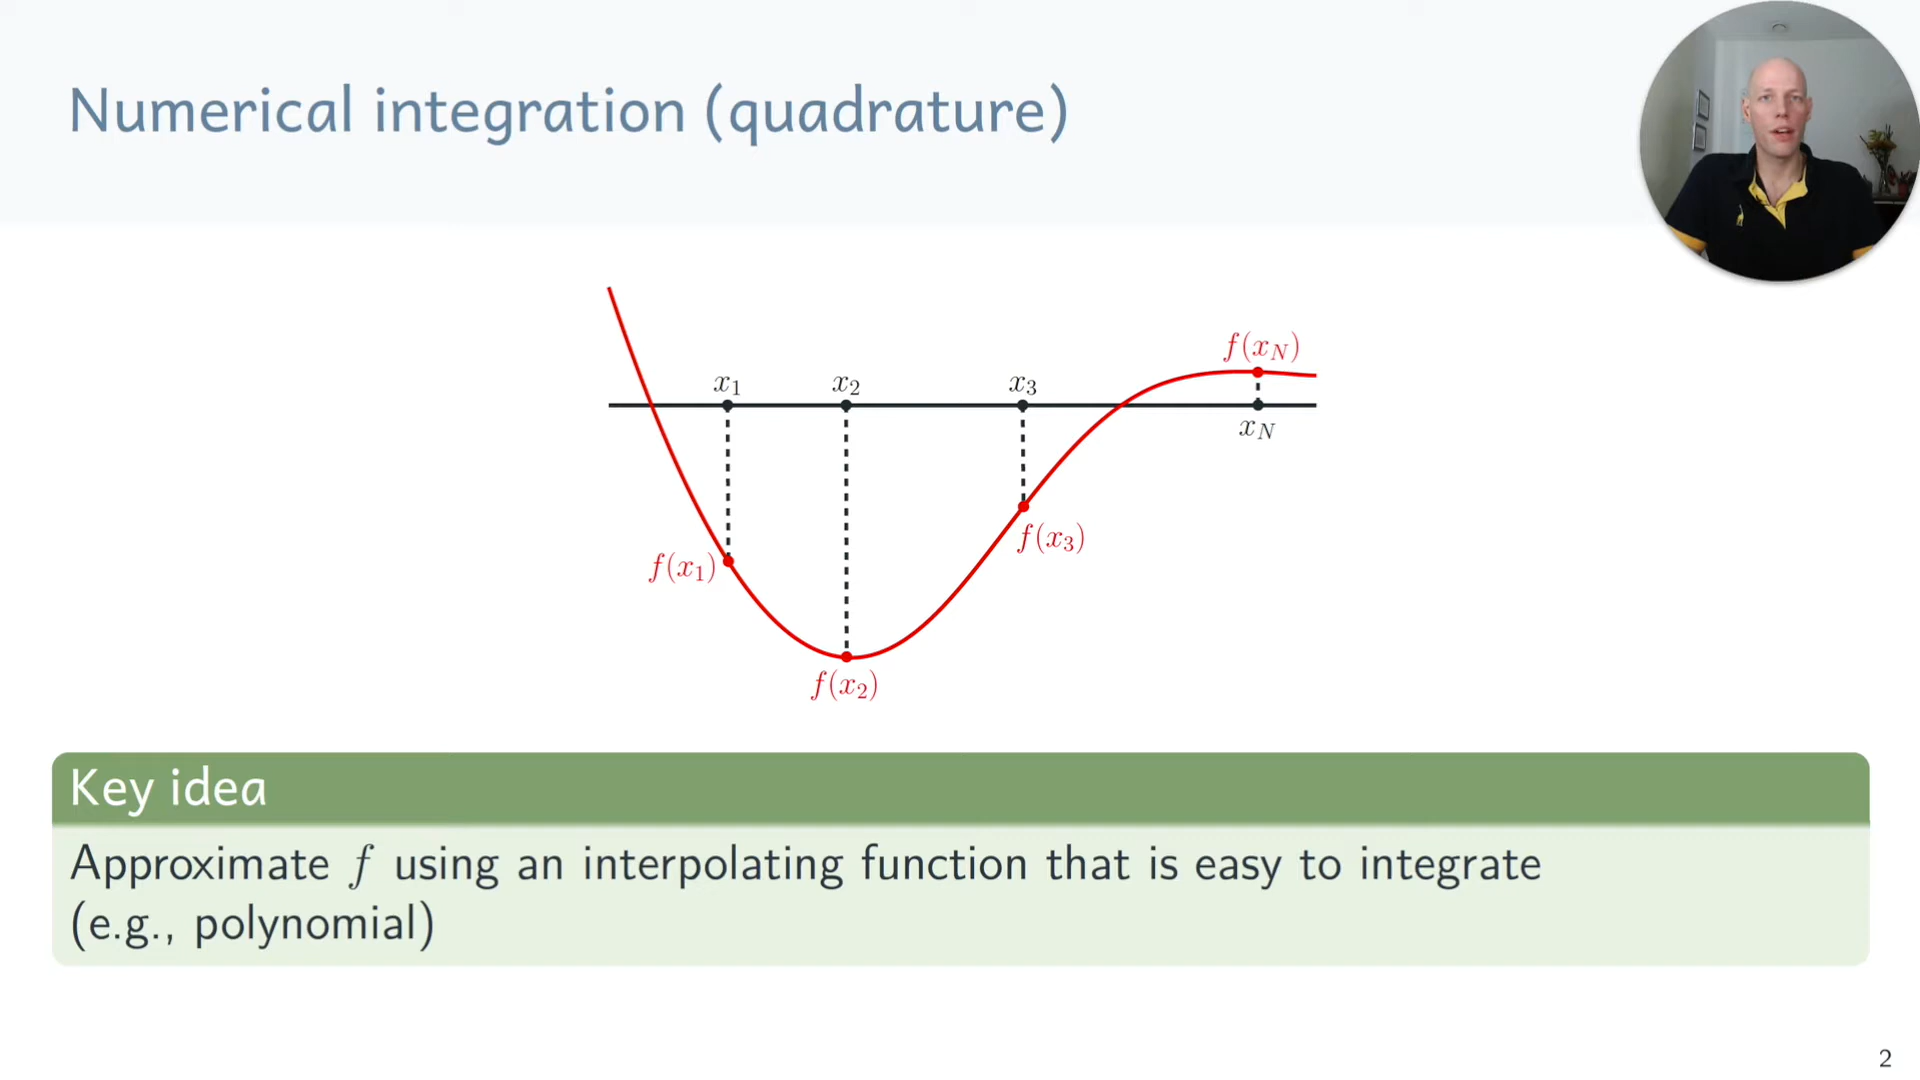 Numerical integration (quadrature)
f(x_N)
x_1 x_2 x_3
x_N
f(x_3)
f(x_1)
f(x_2)
Key idea
Approximate f using an interpolating function that is easy to integrate
(e.g., polynomial)
2